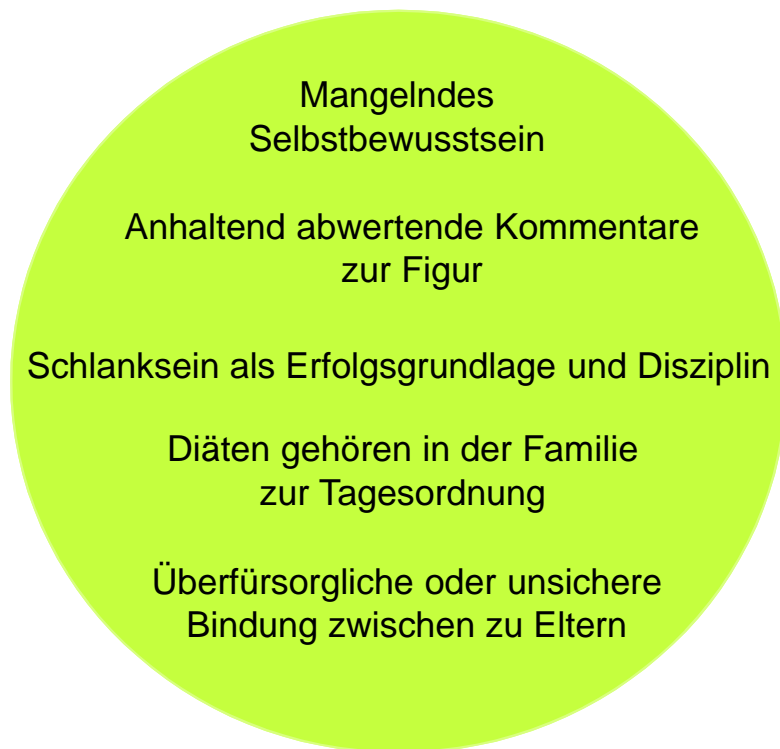 Mangelndes
Selbstbewusstsein
Anhaltend abwertende Kommentare
zur Figur
Schlanksein als Erfolgsgrundlage und Disziplin
Diäten gehören in der Familie
zur Tagesordnung
Überfürsorgliche oder unsichere
Bindung zwischen zu Eltern